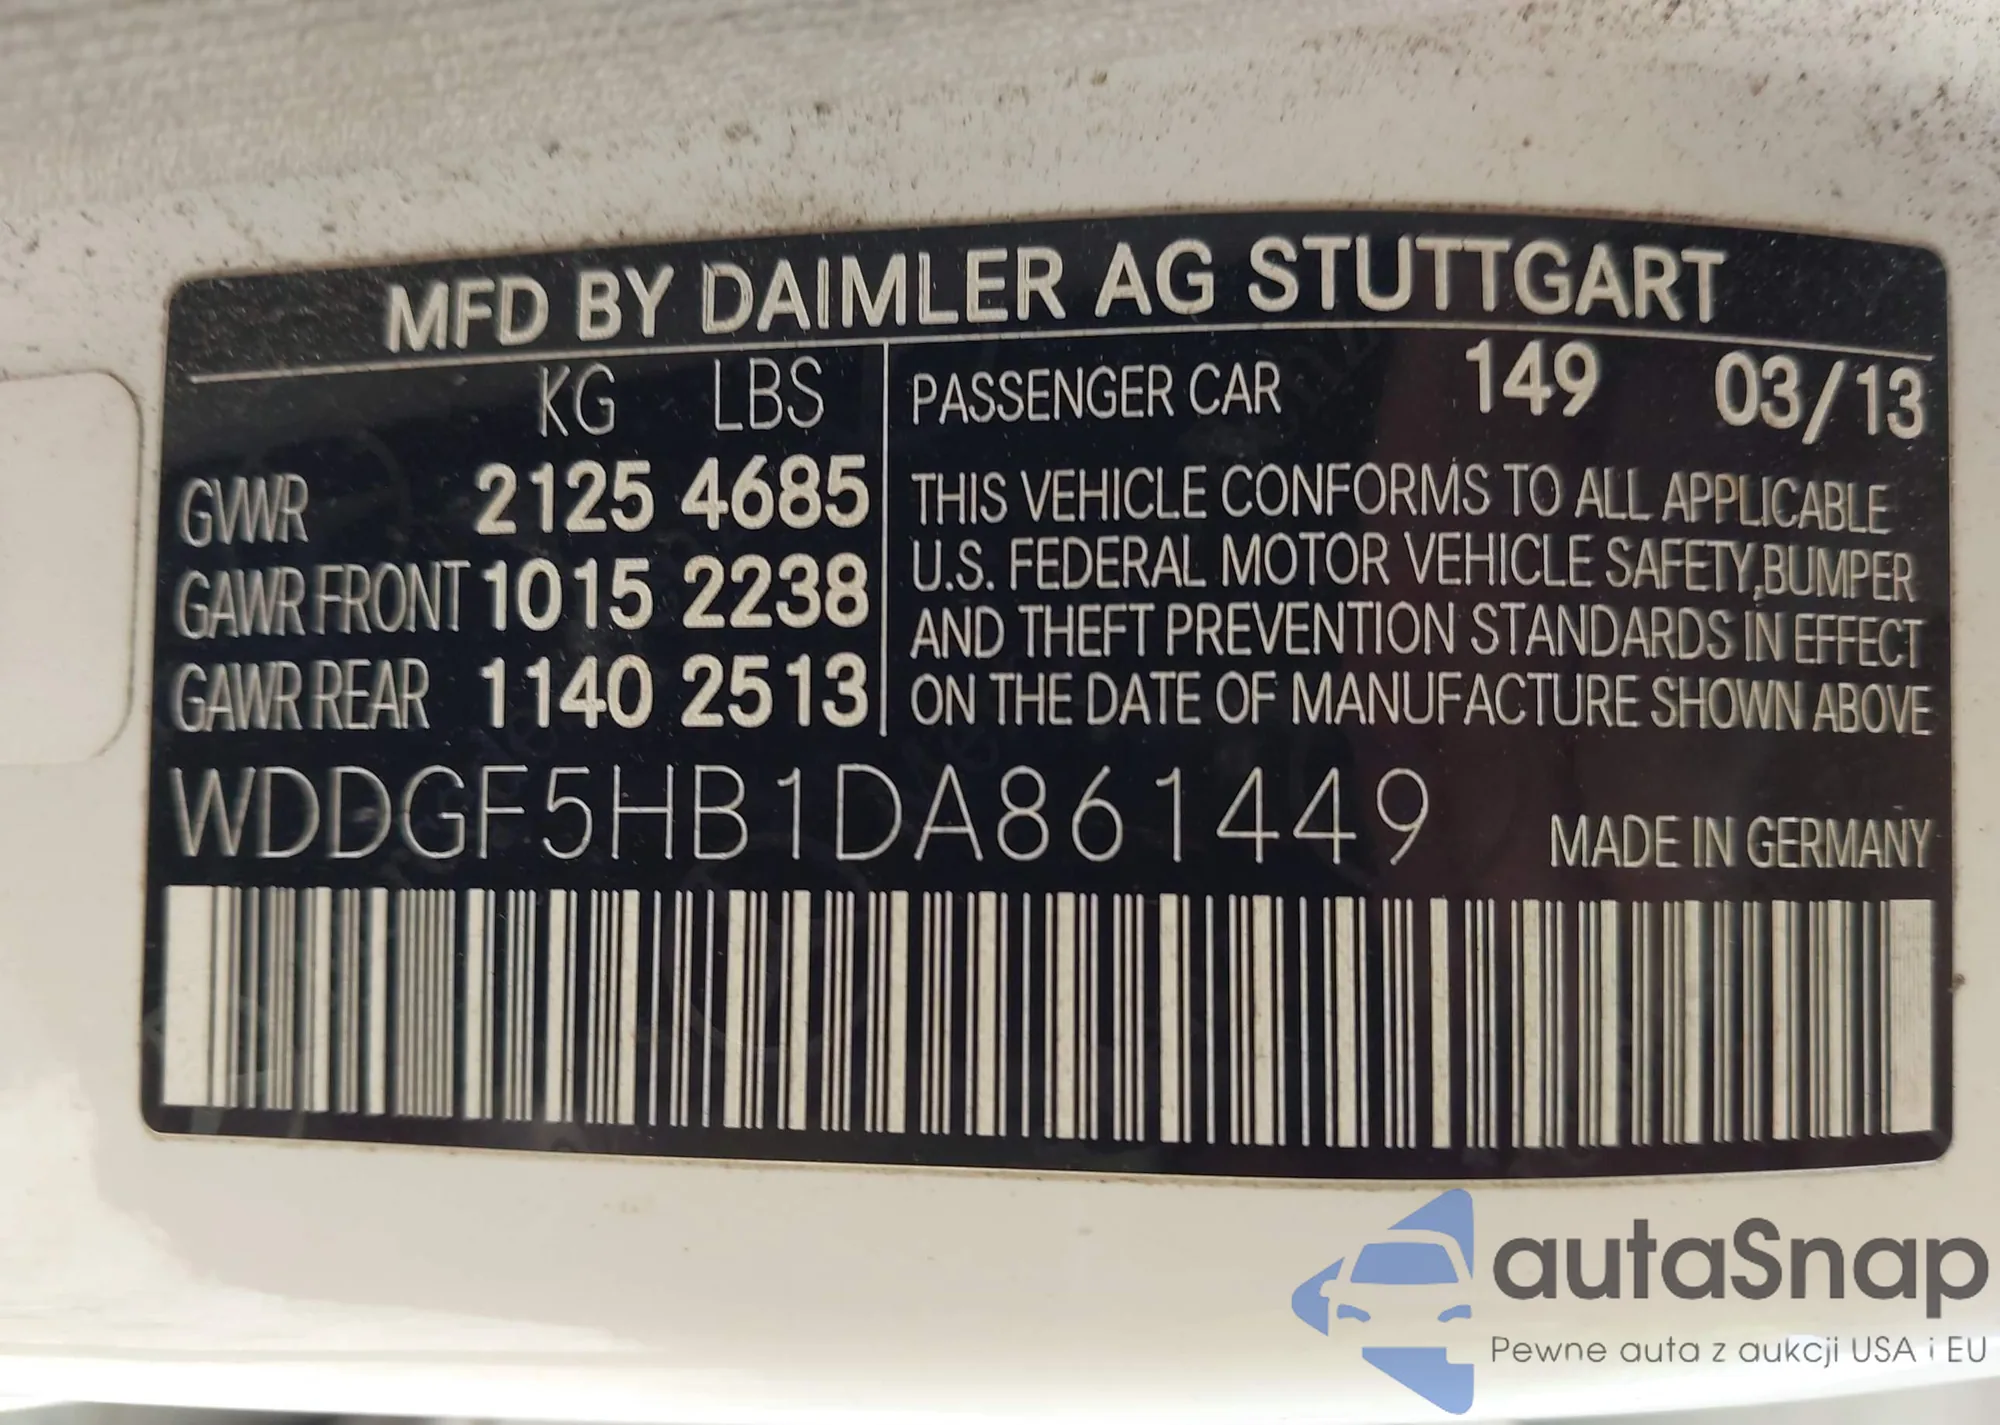 MFD BY DAIMLER AG STUTTGART
KG LBS
GVWR 2125 4685
GAWR FRONT 1015 2238
GAWR REAR 1140 2513
PASSENGER CAR 149 03/13
THIS VEHICLE CONFORMS TO ALL APPLICABLE
U.S. FEDERAL MOTOR VEHICLE SAFETY,BUMPER
AND THEFT PREVENTION STANDARDS IN EFFECT
ON THE DATE OF MANUFACTURE SHOWN ABOVE
WDDGF5HB1DA861449
MADE IN GERMANY
autaSnap
Pewne auta z aukcji USA i EU